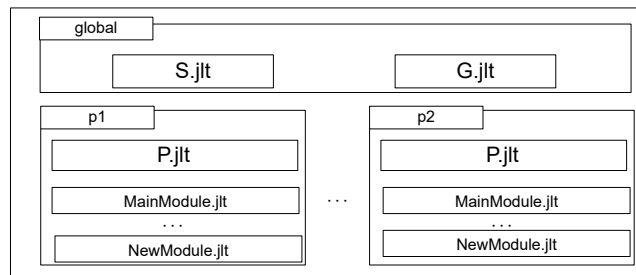 global
S.jlt G.jlt
p1 p2
P.jlt P.jlt
MainModule.jlt ... MainModule.jlt
... ...
NewModule.jlt NewModule.jlt